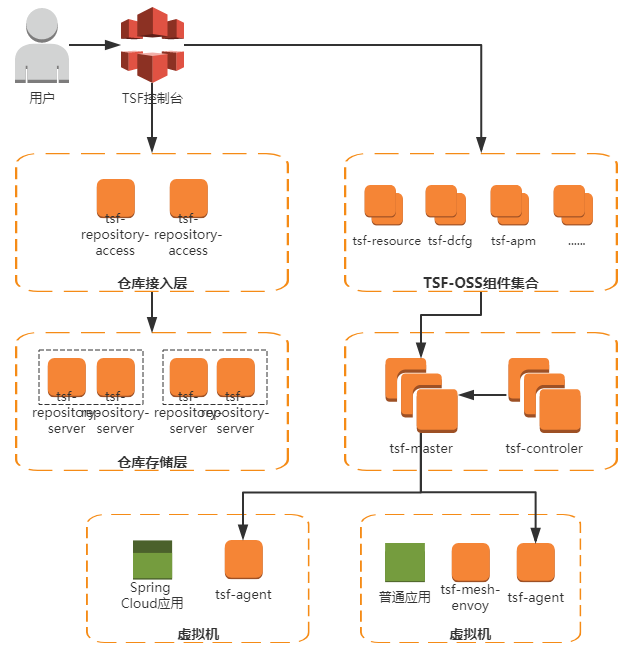 用户
TSF控制台
tsf-
repository-
access
tsf-
repository-
access
仓库接入层
tsf-resource
tsf-dcfg
tsf-apm
......
TSF-OSS组件集合
tsf-
repository-
server
tsf-
repository-
server
tsf-
repository-
server
tsf-
repository-
server
仓库存储层
tsf-master
tsf-controler
Spring
Cloud应用
tsf-agent
虚拟机
普通应用
tsf-mesh-
envoy
tsf-agent
虚拟机